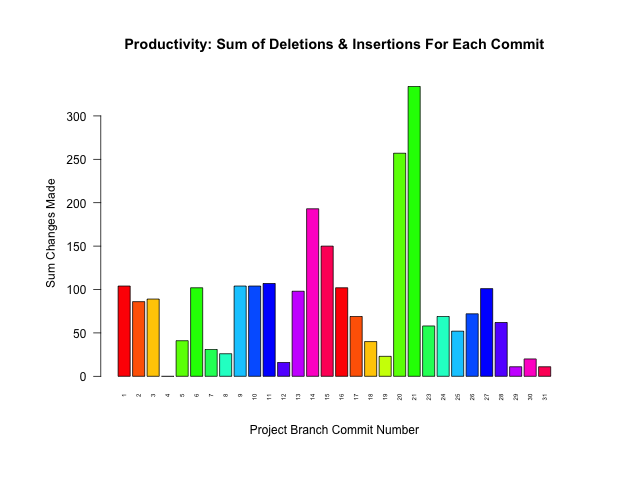 Productivity: Sum of Deletions & Insertions For Each Commit
300
250
200
150
100
50
0
Sum Changes Made
1 2 3 4 5 6 7 8 9 10 11 12 13 14 15 16 17 18 19 20 21 23 24 25 26 27 28 29 30 31
Project Branch Commit Number